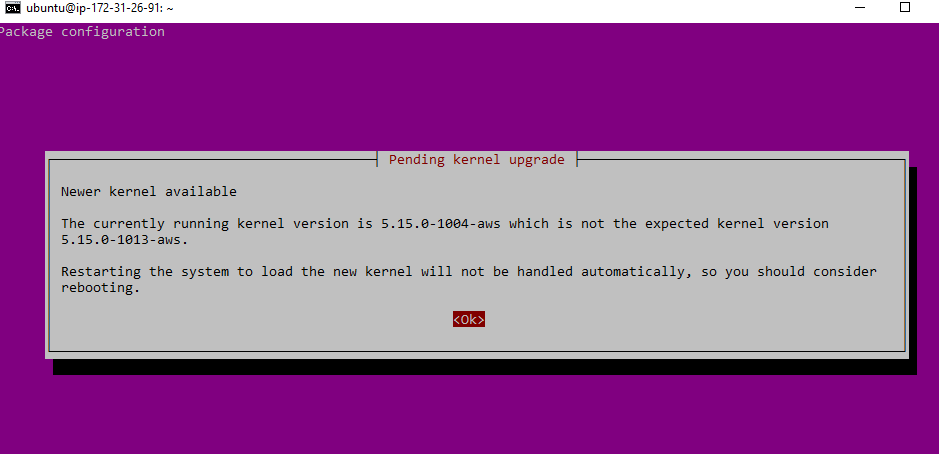 ubuntu@ip-172-31-26-91: ~
Package configuration
Pending kernel upgrade
Newer kernel available
The currently running kernel version is 5.15.0-1004-aws which is not the expected kernel version
5.15.0-1013-aws.
Restarting the system to load the new kernel will not be handled automatically, so you should consider
rebooting.
<Ok>